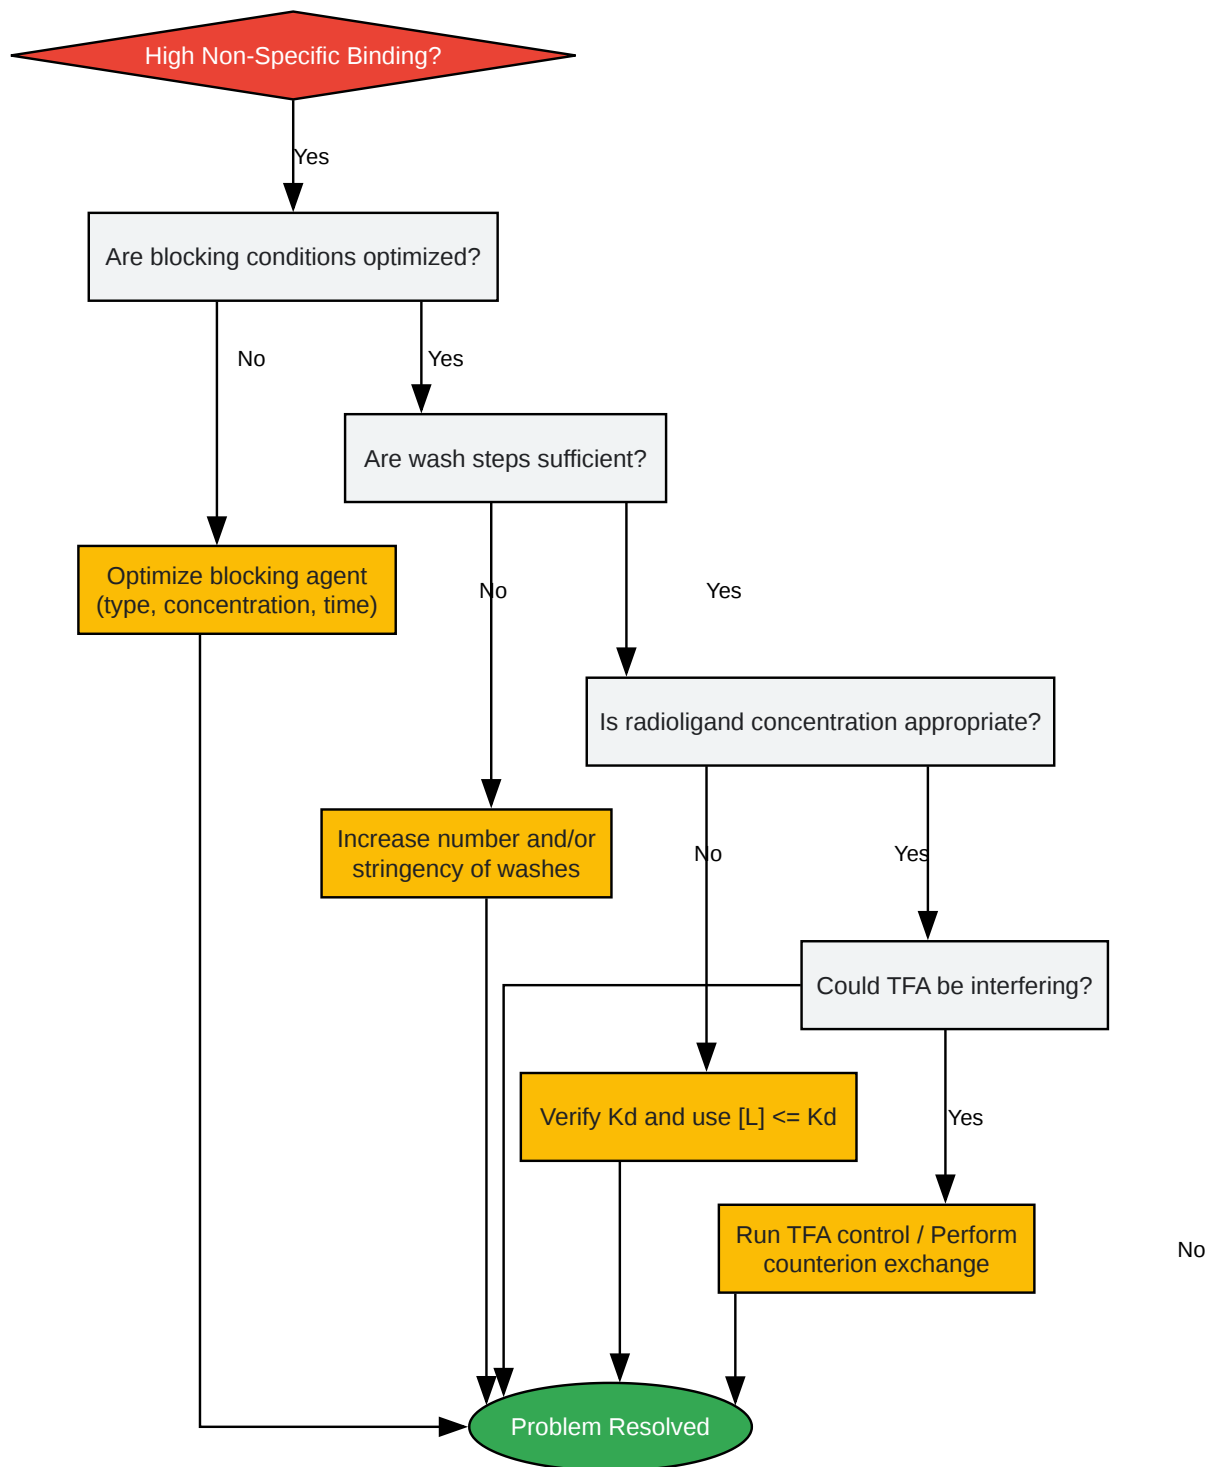 High Non-Specific Binding?
Yes
Are blocking conditions optimized?
No
Yes
Are wash steps sufficient?
Optimize blocking agent
(type, concentration, time)
No
Yes
Is radioligand concentration appropriate?
Increase number and/or
stringency of washes
No
Yes
Could TFA be interfering?
Verify Kd and use [L] <= Kd
Yes
Run TFA control / Perform
counterion exchange
No
Problem Resolved